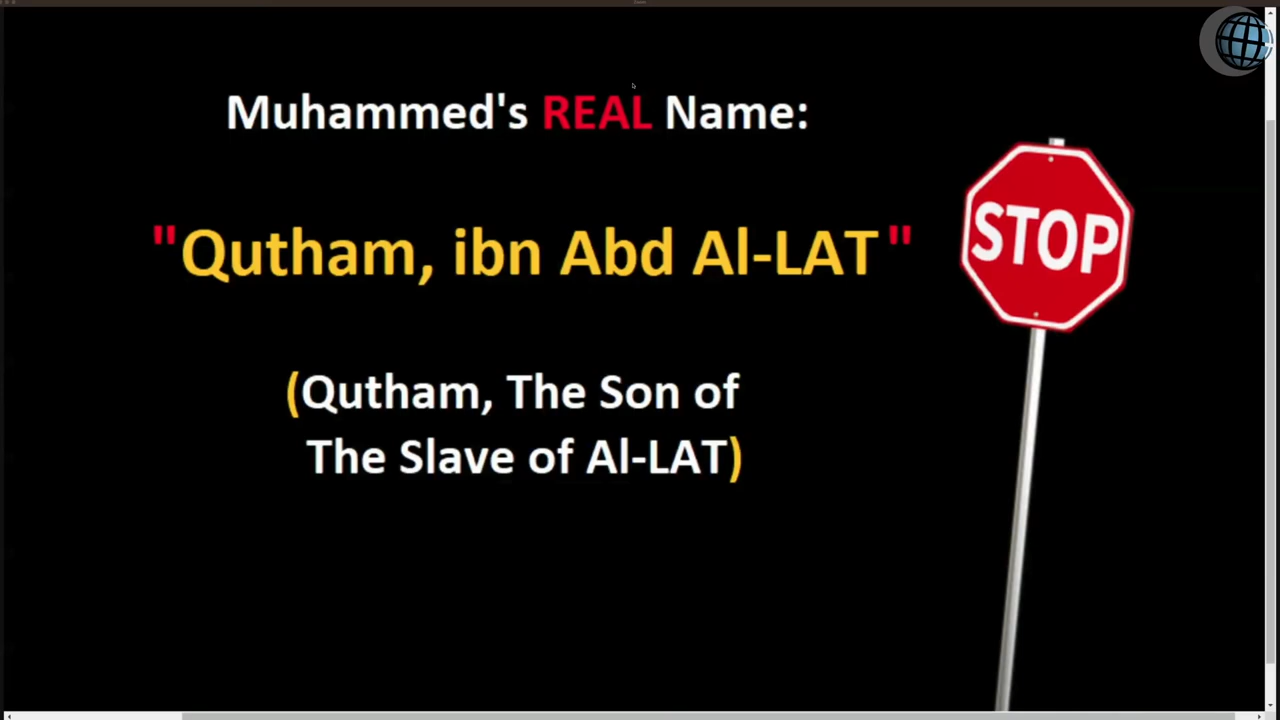 Muhammed's REAL Name:
"Qutham, ibn Abd Al-LAT"
STOP
(Qutham, The Son of
The Slave of Al-LAT)